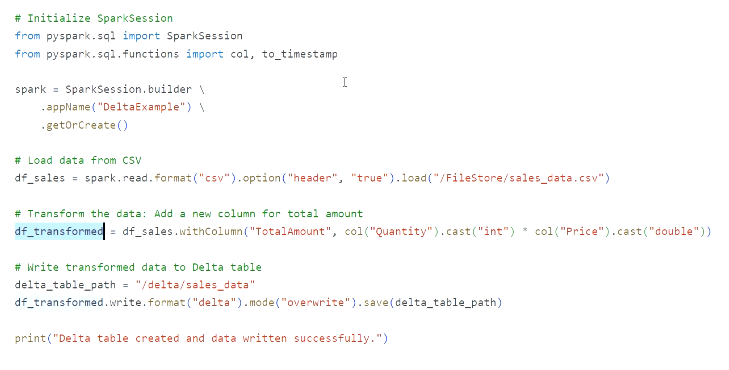 # Initialize SparkSession
from pyspark.sql import SparkSession
from pyspark.sql.functions import col, to_timestamp
spark = SparkSession.builder \
    .appName("DeltaExample") \
    .getOrCreate()
# Load data from CSV
df_sales = spark.read.format("csv").option("header", "true").load("/FileStore/sales_data.csv")
# Transform the data: Add a new column for total amount
df_transformed = df_sales.withColumn("TotalAmount", col("Quantity").cast("int") * col("Price").cast("double"))
# Write transformed data to Delta table
delta_table_path = "/delta/sales_data"
df_transformed.write.format("delta").mode("overwrite").save(delta_table_path)
print("Delta table created and data written successfully.")